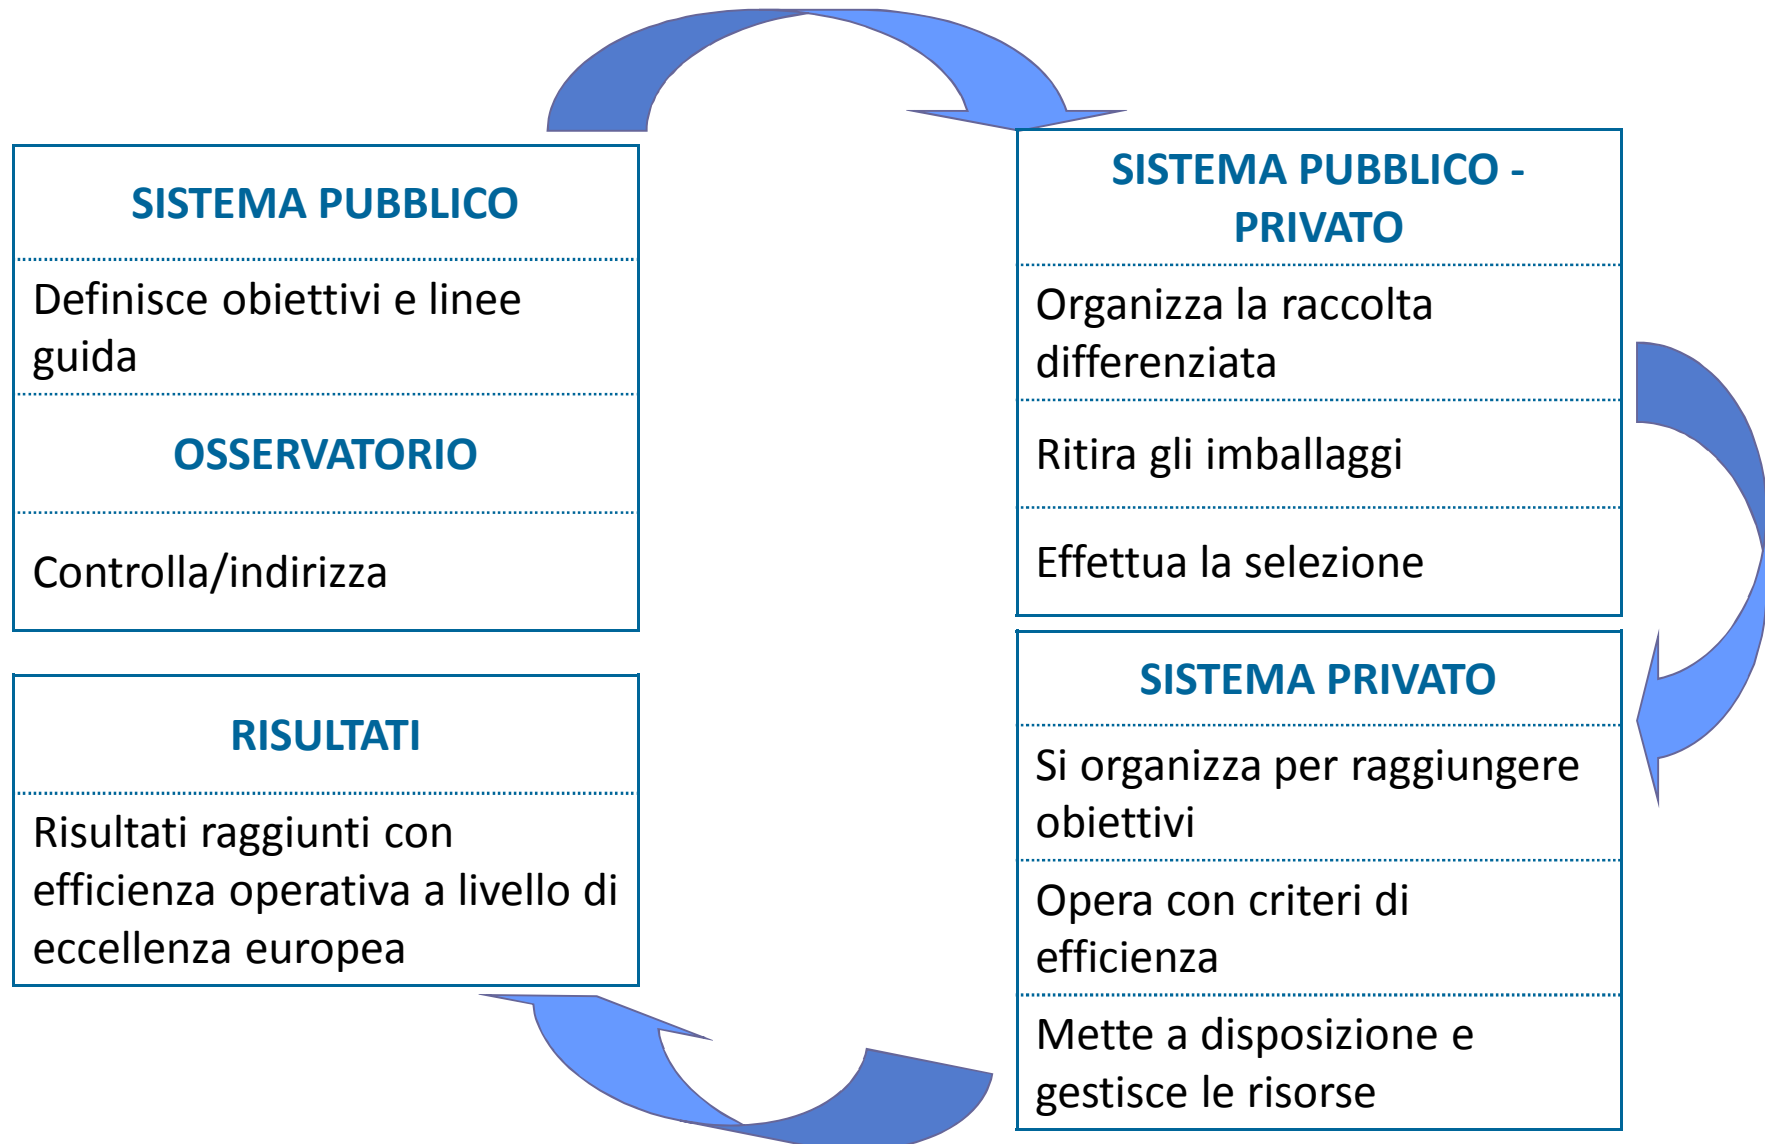 SISTEMA PUBBLICO
Definisce obiettivi e linee
guida
OSSERVATORIO
Controlla/indirizza
SISTEMA PUBBLICO -
PRIVATO
Organizza la raccolta
differenziata
Ritira gli imballaggi
Effettua la selezione
SISTEMA PRIVATO
Si organizza per raggiungere
obiettivi
Opera con criteri di
efficienza
Mette a disposizione e
gestisce le risorse
RISULTATI
Risultati raggiunti con
efficienza operativa a livello di
eccellenza europea